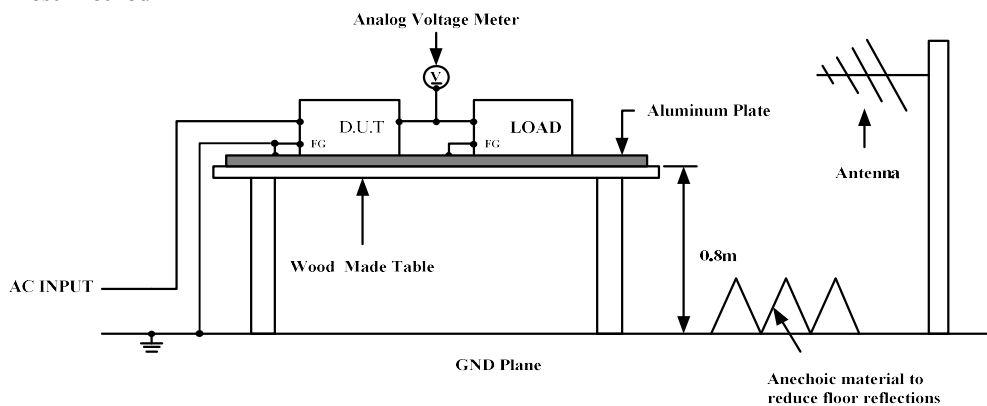 Analog Voltage Meter
V
D.U.T
FG
LOAD
FG
Aluminum Plate
Antenna
Wood Made Table
0.8m
AC INPUT
GND Plane
Anechoic material to
reduce floor reflections